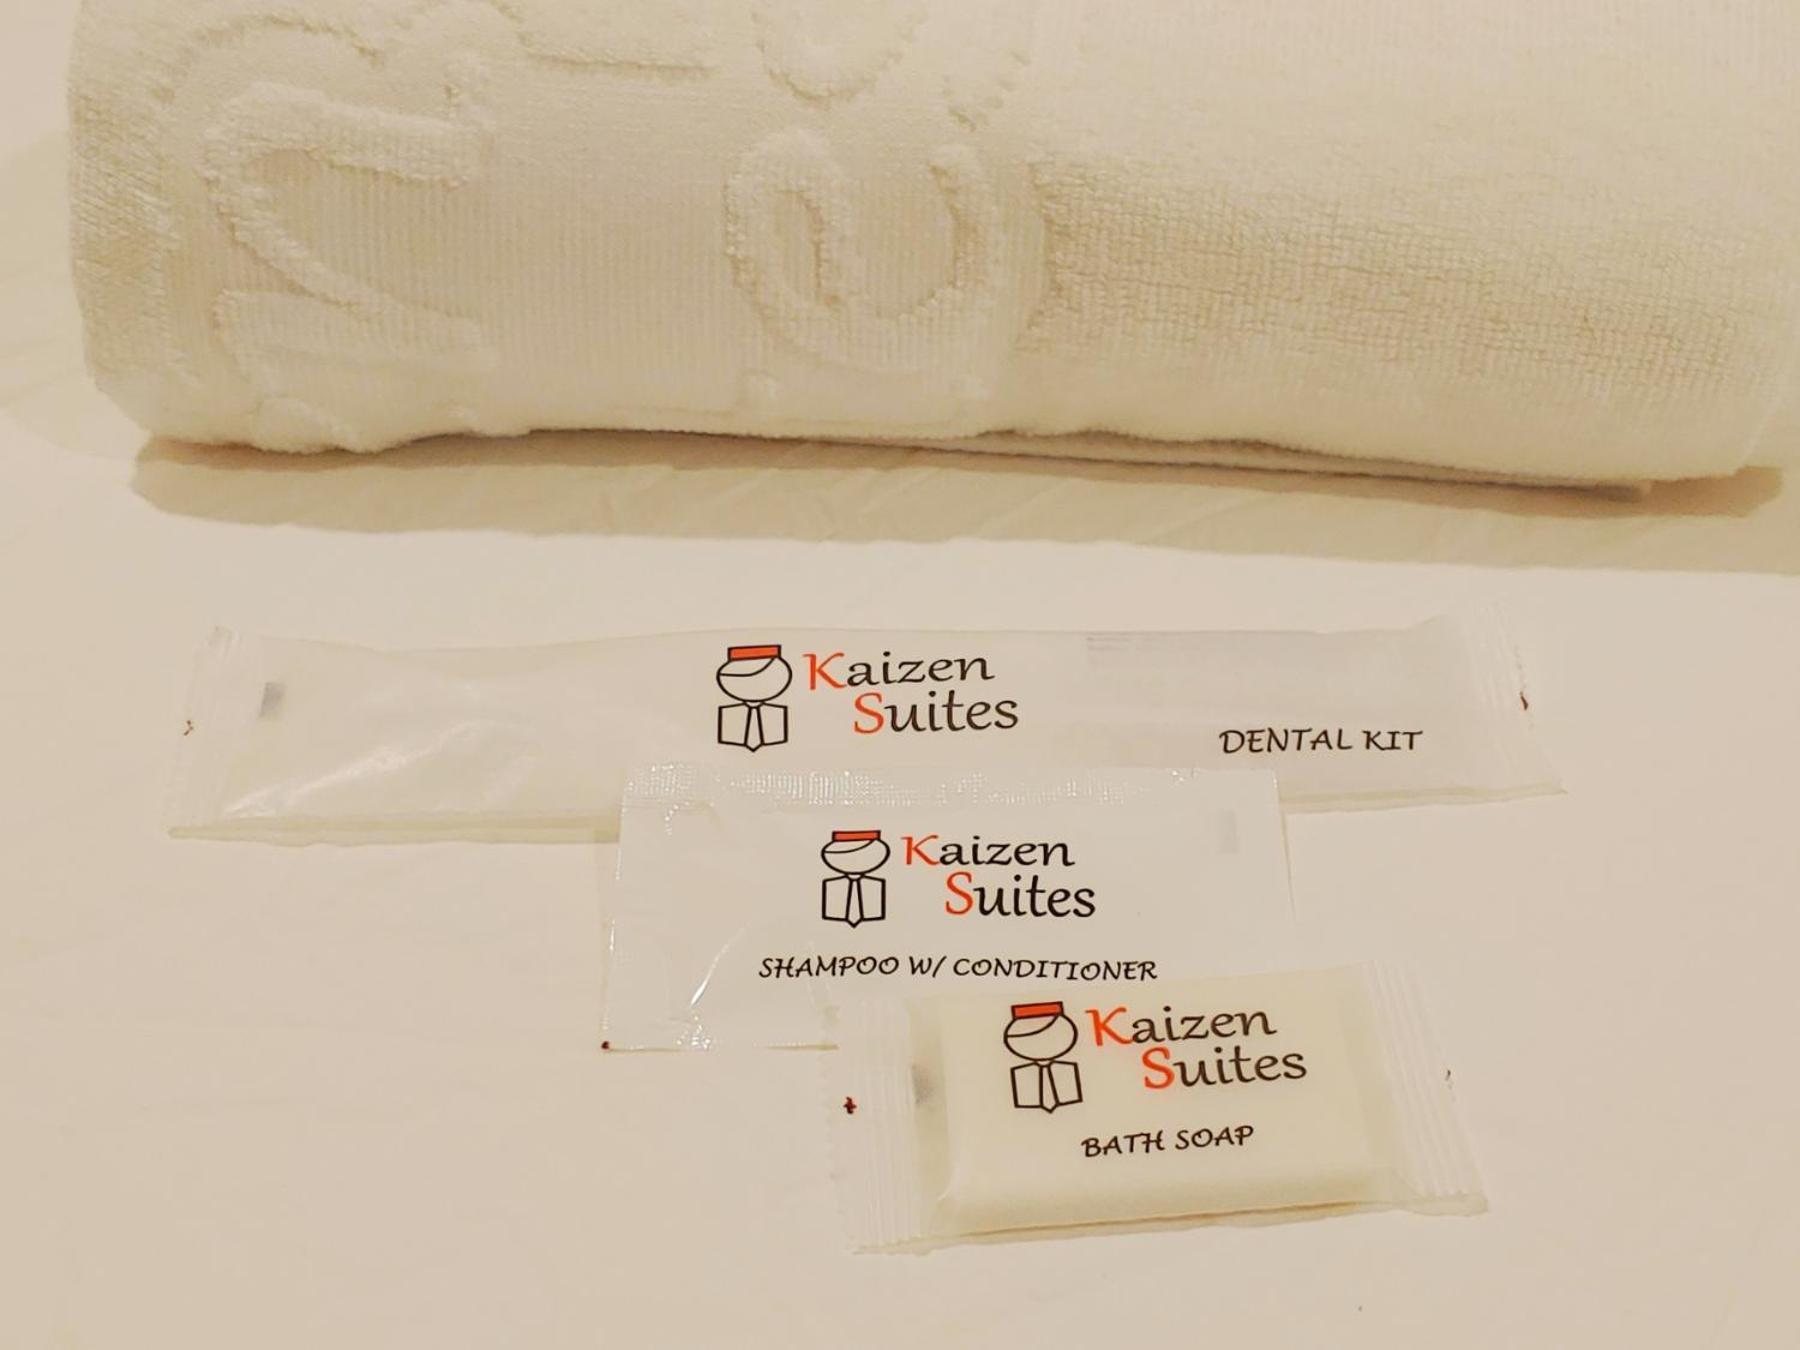 Kaizen
Suites
DENTAL KIT
Kaizen
Suites
SHAMPOO W/ CONDITIONER
Kaizen
Suites
BATH SOAP